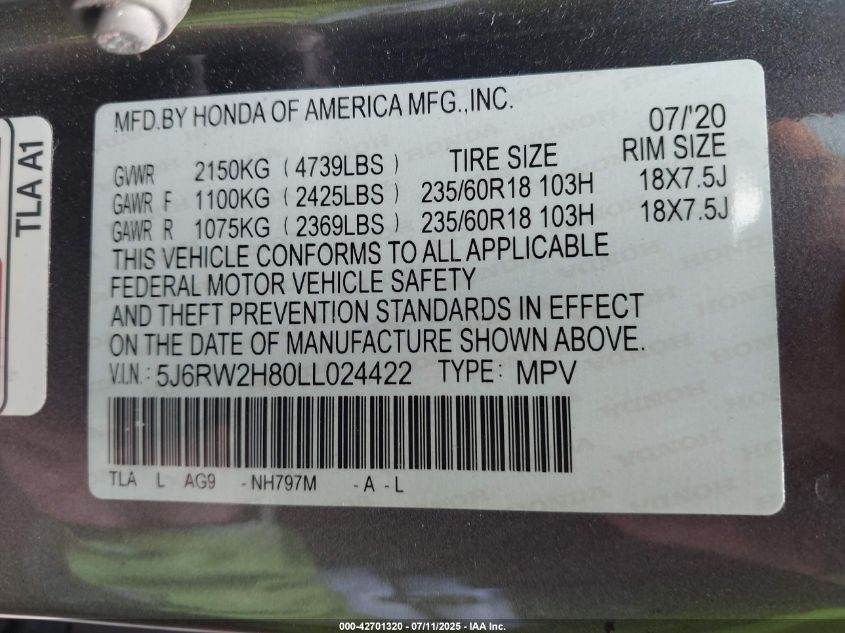 TLA A1
MFD.BY HONDA OF AMERICA MFG.,INC.
07/'20
GVWR 2150KG ( 4739LBS ) TIRE SIZE RIM SIZE
GAWR F 1100KG ( 2425LBS ) 235/60R18 103H 18X7.5J
GAWR R 1075KG ( 2369LBS ) 235/60R18 103H 18X7.5J
THIS VEHICLE CONFORMS TO ALL APPLICABLE
FEDERAL MOTOR VEHICLE SAFETY
AND THEFT PREVENTION STANDARDS IN EFFECT
ON THE DATE OF MANUFACTURE SHOWN ABOVE.
V.I.N.: 5J6RW2H80LL024422 TYPE: MPV
TLA L AG9 -NH797M -A -L
000-42701320 - 07/11/2025 - IAA Inc.